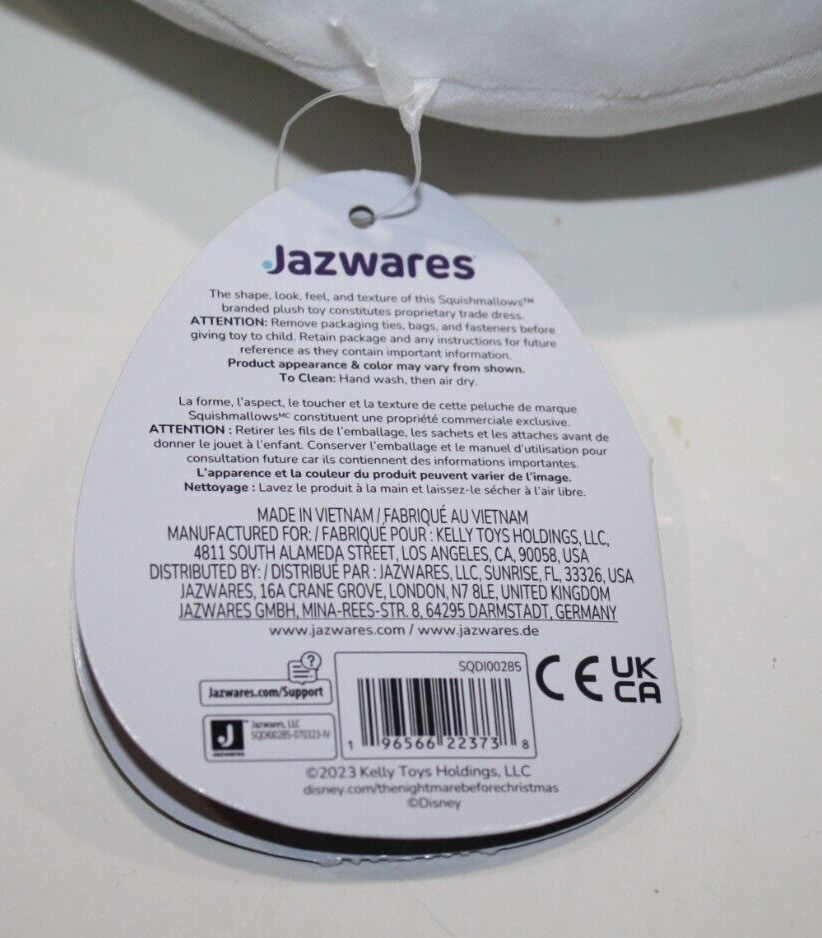 Jazwares
The shape, look, feel, and texture of this Squishmallows™
branded plush toy constitutes proprietary trade dress.
ATTENTION: Remove packaging ties, bags, and fasteners before
giving toy to child. Retain package and any instructions for future
reference as they contain important information.
Product appearance & color may vary from shown.
To Clean: Hand wash, then air dry.
La forme, l'aspect, le toucher et la texture de cette peluche de marque
Squishmallowsᴹᶜ constituent une propriété commerciale exclusive.
ATTENTION : Retirer les fils de l'emballage, les sachets et les attaches avant de
donner le jouet à l'enfant. Conserver l'emballage et le manuel d'utilisation pour
consultation future car ils contiennent des informations importantes.
L'apparence et la couleur du produit peuvent varier de l'image.
Nettoyage : Lavez le produit à la main et laissez-le sécher à l'air libre.
MADE IN VIETNAM / FABRIQUÉ AU VIETNAM
MANUFACTURED FOR: / FABRIQUÉ POUR : KELLY TOYS HOLDINGS, LLC,
4811 SOUTH ALAMEDA STREET, LOS ANGELES, CA, 90058, USA
DISTRIBUTED BY: / DISTRIBUÉ PAR : JAZWARES, LLC, SUNRISE, FL, 33326, USA
JAZWARES, 16A CRANE GROVE, LONDON, N7 8LE, UNITED KINGDOM
JAZWARES GMBH, MINA-REES-STR. 8, 64295 DARMSTADT, GERMANY
www.jazwares.com / www.jazwares.de
?
Jazwares.com/Support
J™
JAZWARES
Jazwares, LLC
SQDI00285-070323-IV
SQDI00285
1 96566 22373 8
CE UK
CA
©2023 Kelly Toys Holdings, LLC
disney.com/thenightmarebeforechristmas
©Disney